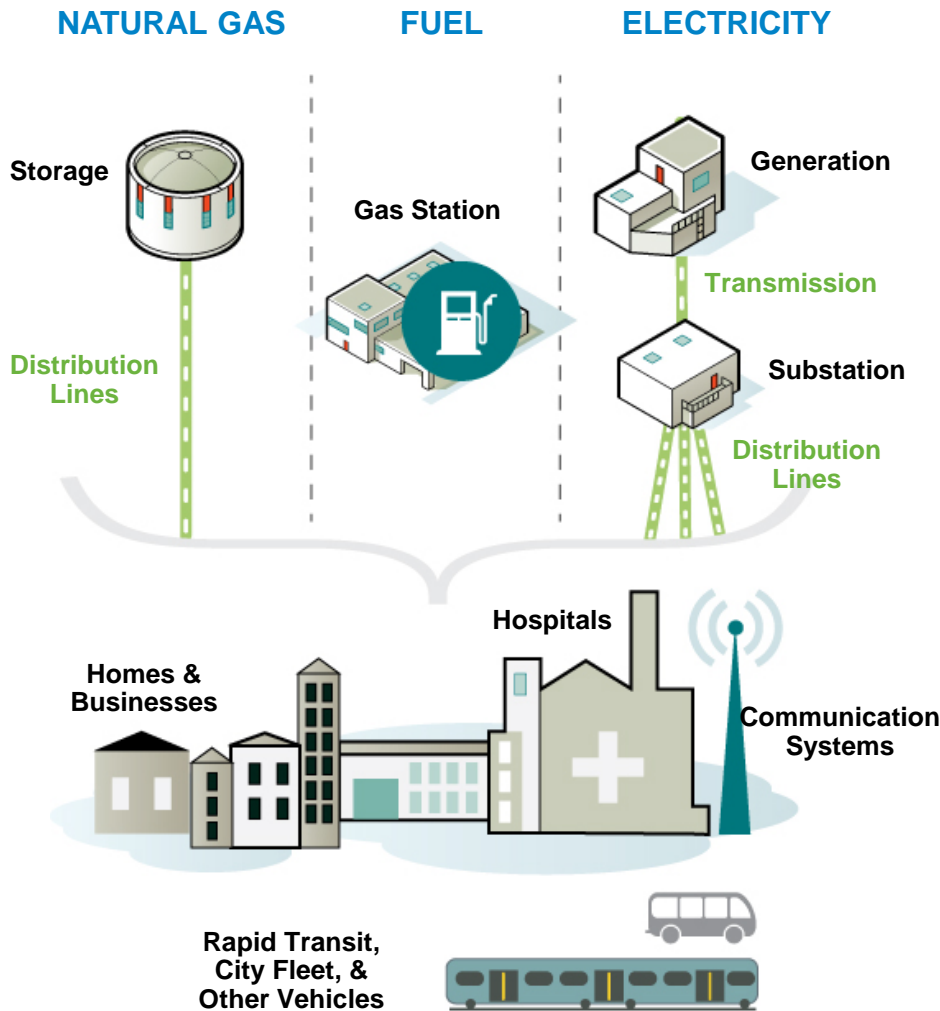 NATURAL GAS
FUEL
ELECTRICITY
Storage
Gas Station
Generation
Transmission
Distribution
Lines
Substation
Distribution
Lines
Hospitals
Homes &
Businesses
Communication
Systems
Rapid Transit,
City Fleet, &
Other Vehicles